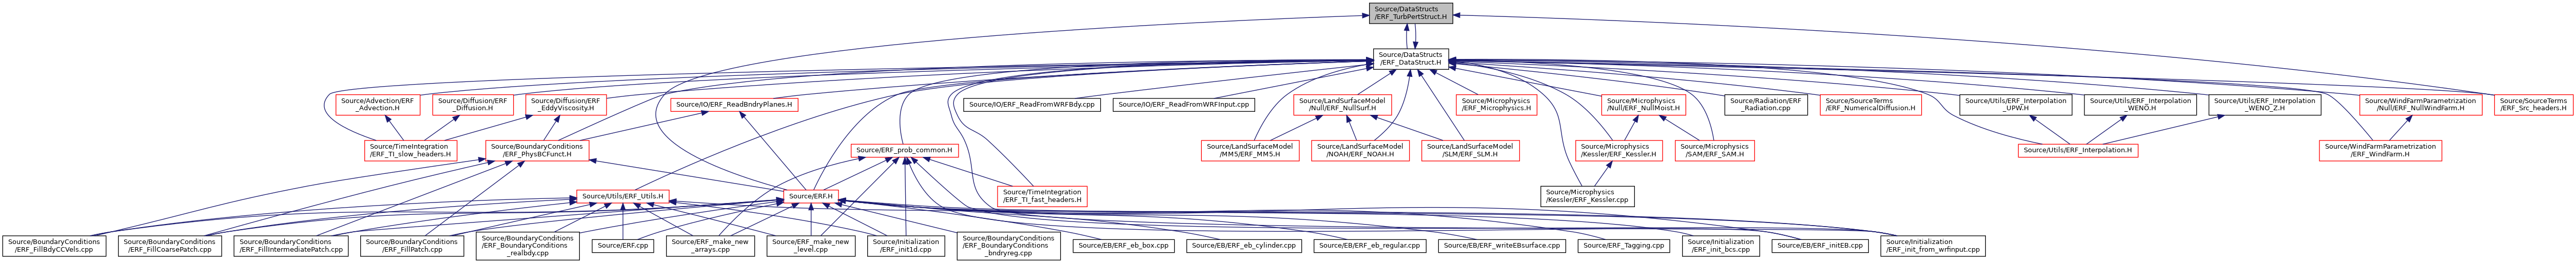 Source/DataStructs
/ERF_TurbPertStruct.H
Source/DataStructs
/ERF_DataStruct.H
Source/Advection/ERF
_Advection.H
Source/Diffusion/ERF
_Diffusion.H
Source/Diffusion/ERF
_EddyViscosity.H
Source/IO/ERF_ReadBndryPlanes.H
Source/IO/ERF_ReadFromWRFBdy.cpp
Source/IO/ERF_ReadFromWRFInput.cpp
Source/LandSurfaceModel
/Null/ERF_NullSurf.H
Source/Microphysics
/ERF_Microphysics.H
Source/Microphysics
/Null/ERF_NullMoist.H
Source/Radiation/ERF
_Radiation.cpp
Source/SourceTerms
/ERF_NumericalDiffusion.H
Source/Utils/ERF_Interpolation
_UPW.H
Source/Utils/ERF_Interpolation
_WENO.H
Source/Utils/ERF_Interpolation
_WENO_Z.H
Source/WindFarmParametrization
/Null/ERF_NullWindFarm.H
Source/SourceTerms
/ERF_Src_headers.H
Source/TimeIntegration
/ERF_TI_slow_headers.H
Source/BoundaryConditions
/ERF_PhysBCFunct.H
Source/ERF_prob_common.H
Source/LandSurfaceModel
/MM5/ERF_MM5.H
Source/LandSurfaceModel
/NOAH/ERF_NOAH.H
Source/LandSurfaceModel
/SLM/ERF_SLM.H
Source/Microphysics
/Kessler/ERF_Kessler.H
Source/Microphysics
/SAM/ERF_SAM.H
Source/Utils/ERF_Interpolation.H
Source/WindFarmParametrization
/ERF_WindFarm.H
Source/Utils/ERF_Utils.H
Source/ERF.H
Source/TimeIntegration
/ERF_TI_fast_headers.H
Source/Microphysics
/Kessler/ERF_Kessler.cpp
Source/BoundaryConditions
/ERF_FillBdyCCVels.cpp
Source/BoundaryConditions
/ERF_FillCoarsePatch.cpp
Source/BoundaryConditions
/ERF_FillIntermediatePatch.cpp
Source/BoundaryConditions
/ERF_FillPatch.cpp
Source/BoundaryConditions
/ERF_BoundaryConditions
_realbdy.cpp
Source/ERF.cpp
Source/ERF_make_new
_arrays.cpp
Source/ERF_make_new
_level.cpp
Source/Initialization
/ERF_init1d.cpp
Source/BoundaryConditions
/ERF_BoundaryConditions
_bndryreg.cpp
Source/EB/ERF_eb_box.cpp
Source/EB/ERF_eb_cylinder.cpp
Source/EB/ERF_eb_regular.cpp
Source/EB/ERF_writeEBsurface.cpp
Source/ERF_Tagging.cpp
Source/Initialization
/ERF_init_bcs.cpp
Source/EB/ERF_initEB.cpp
Source/Initialization
/ERF_init_from_wrfinput.cpp